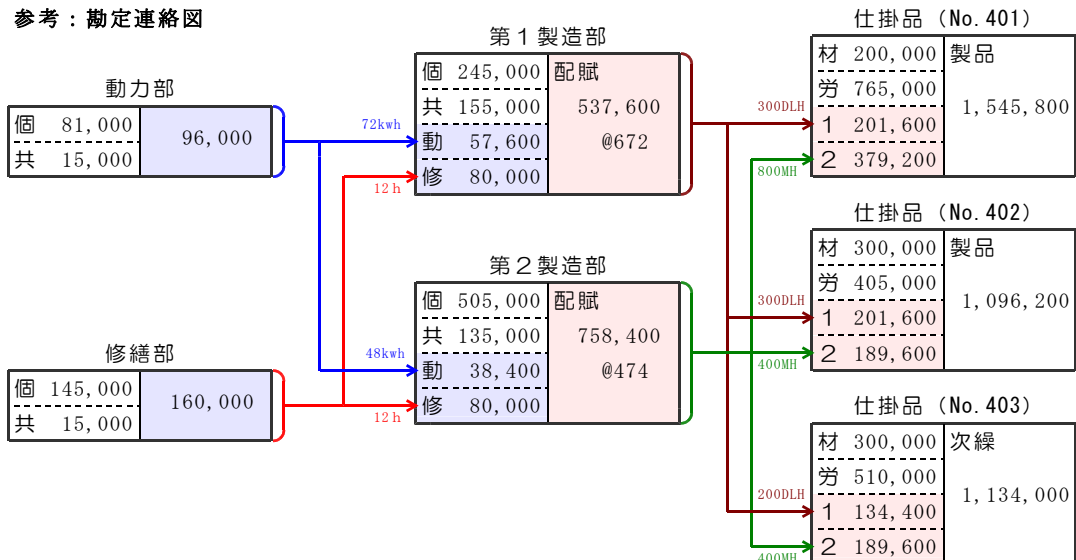 参考：勘定連絡図
動力部
個 81,000
共 15,000
96,000
修繕部
個 145,000
共 15,000
160,000
72kwh
12h
48kwh
12h
第１製造部
個 245,000
共 155,000
動 57,600
修 80,000
配賦
537,600
@672
第２製造部
個 505,000
共 135,000
動 38,400
修 80,000
配賦
758,400
@474
300DLH
800MH
300DLH
400MH
200DLH
400MH
仕掛品（No.401）
材 200,000
労 765,000
1 201,600
2 379,200
製品
1,545,800
仕掛品（No.402）
材 300,000
労 405,000
1 201,600
2 189,600
製品
1,096,200
仕掛品（No.403）
材 300,000
労 510,000
1 134,400
2 189,600
次繰
1,134,000